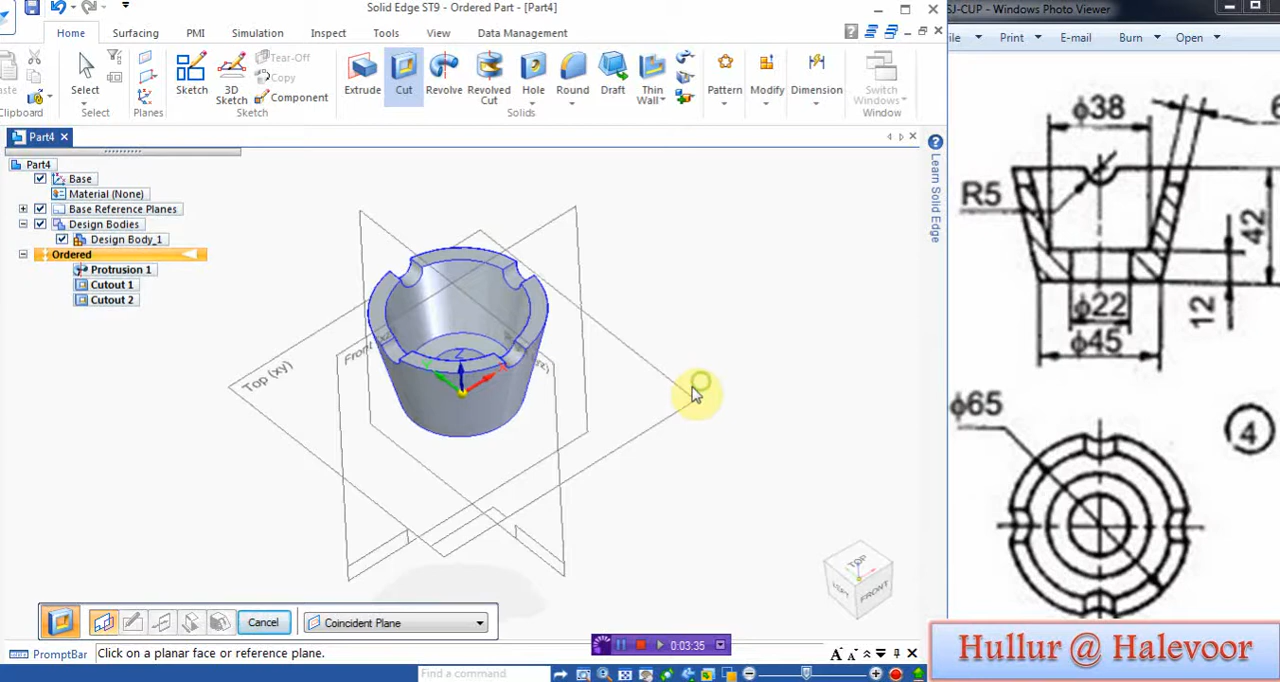 Solid Edge ST9 - Ordered Part - [Part4]
SJ-CUP - Windows Photo Viewer
Home Surfacing PMI Simulation Inspect Tools View Data Management
Print E-mail Burn Open
Tear-Off
Copy
Component
Select
Sketch
3D Sketch
Extrude
Cut
Revolve
Revolved Cut
Hole
Round
Draft
Thin Wall
Pattern
Modify
Dimension
Switch Windows
Clipboard
Select
Planes
Sketch
Solids
Window
Part4
Part4
Base
Material (None)
Base Reference Planes
Design Bodies
Design Body_1
Ordered
Protrusion 1
Cutout 1
Cutout 2
Learn Solid Edge
Top (xy)
Z
TOP
LEFT
FRONT
ϕ38
6
R5
42
ϕ22
12
ϕ45
ϕ65
4
Cancel
Coincident Plane
PromptBar
Click on a planar face or reference plane.
0:03:35
Find a command
Hullur @ Halevoor